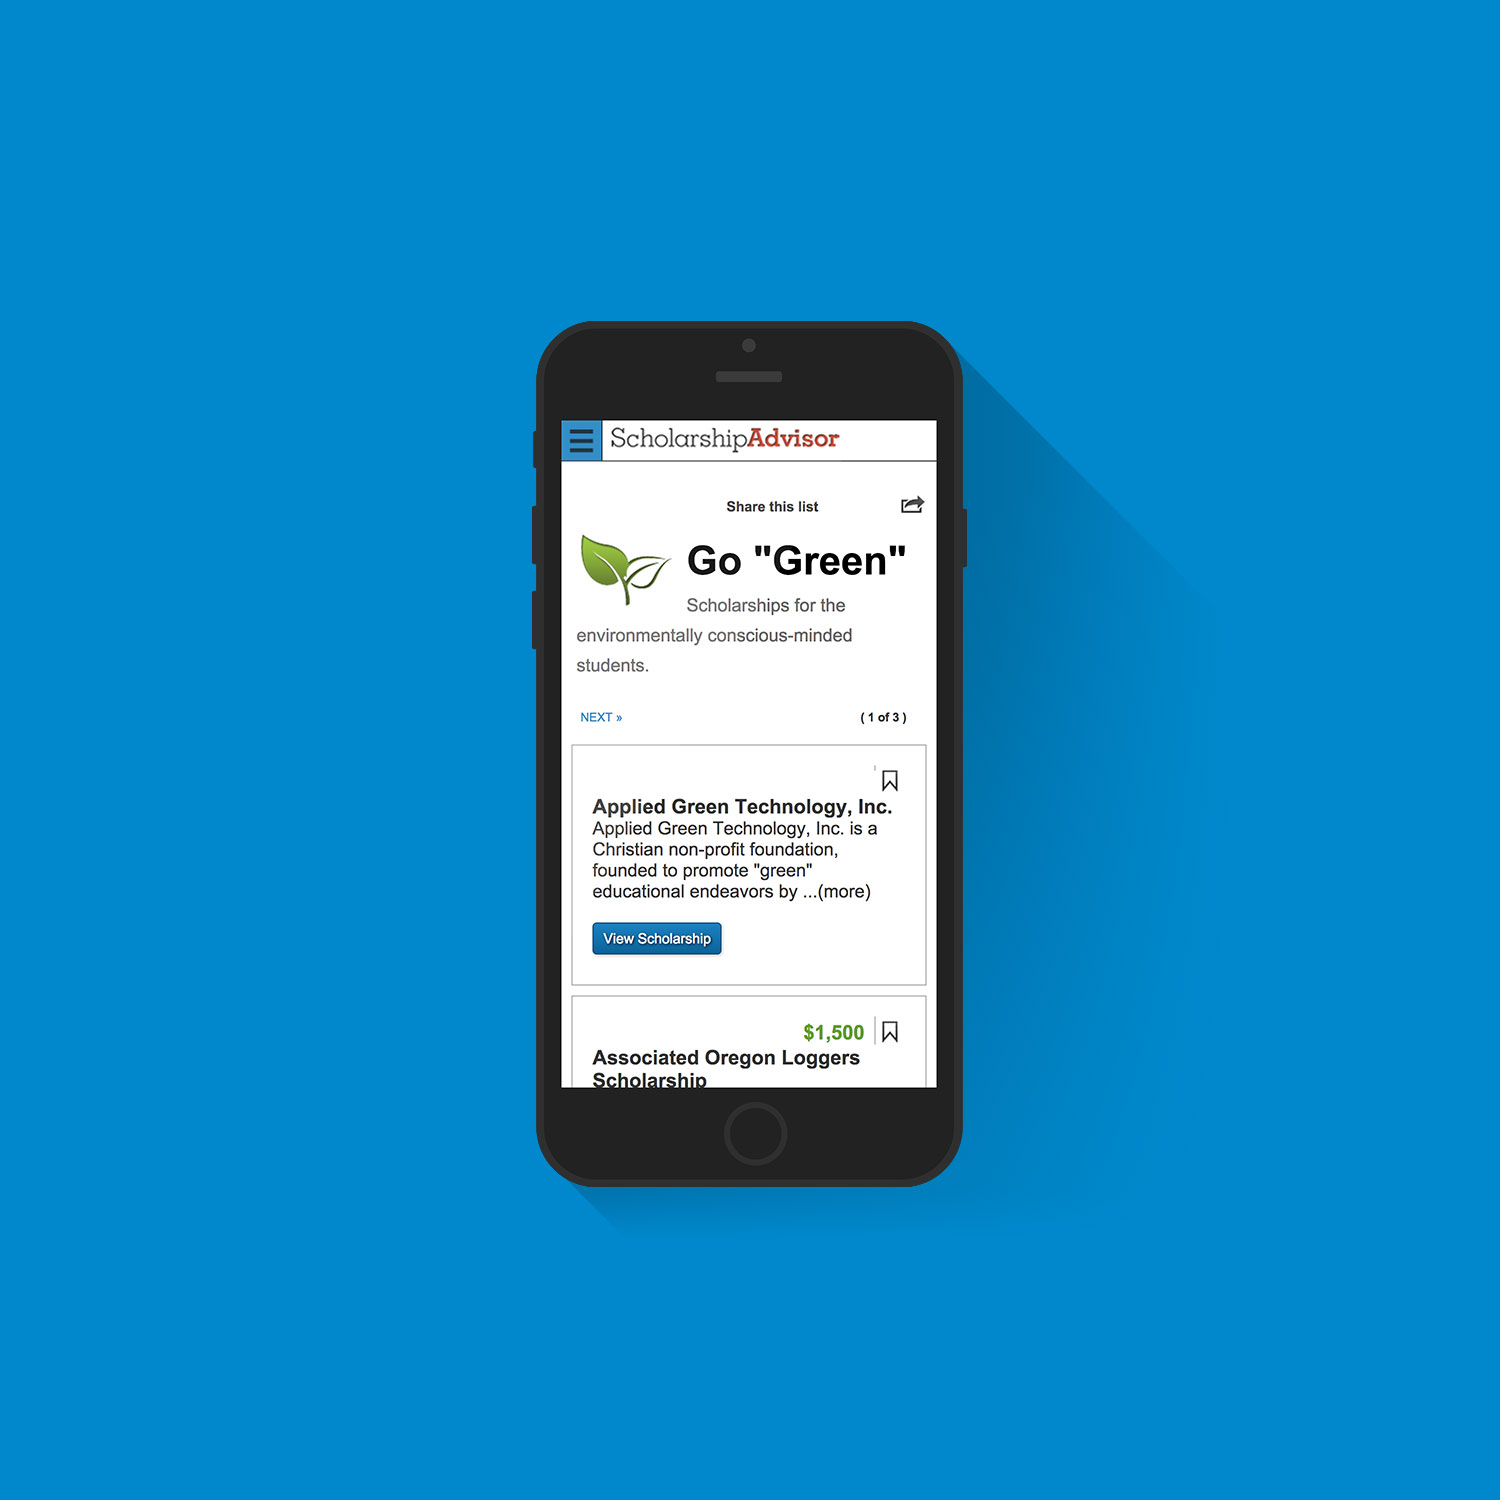 ScholarshipAdvisor
Share this list
Go "Green"
Scholarships for the
environmentally conscious-minded
students.
NEXT »
( 1 of 3 )
Applied Green Technology, Inc.
Applied Green Technology, Inc. is a
Christian non-profit foundation,
founded to promote "green"
educational endeavors by ...(more)
View Scholarship
$1,500
Associated Oregon Loggers
Scholarship